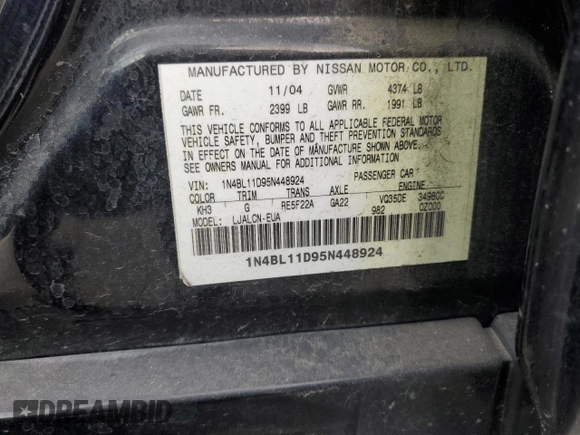 MANUFACTURED BY NISSAN MOTOR CO., LTD.
DATE 11/04 GVWR 4374 LB
GAWR FR. 2399 LB GAWR RR. 1991 LB
THIS VEHICLE CONFORMS TO ALL APPLICABLE FEDERAL MOTOR
VEHICLE SAFETY, BUMPER AND THEFT PREVENTION STANDARDS
IN EFFECT ON THE DATE OF MANUFACTURE SHOWN ABOVE.
SEE OWNERS MANUAL FOR ADDITIONAL INFORMATION
VIN: 1N4BL11D95N448924 PASSENGER CAR
COLOR TRIM TRANS AXLE ENGINE
KH3 G RE5F22A GA22 VQ35DE 3498CC
MODEL: LJALCN-EUA 982 0Z000
1N4BL11D95N448924
DREAMBID